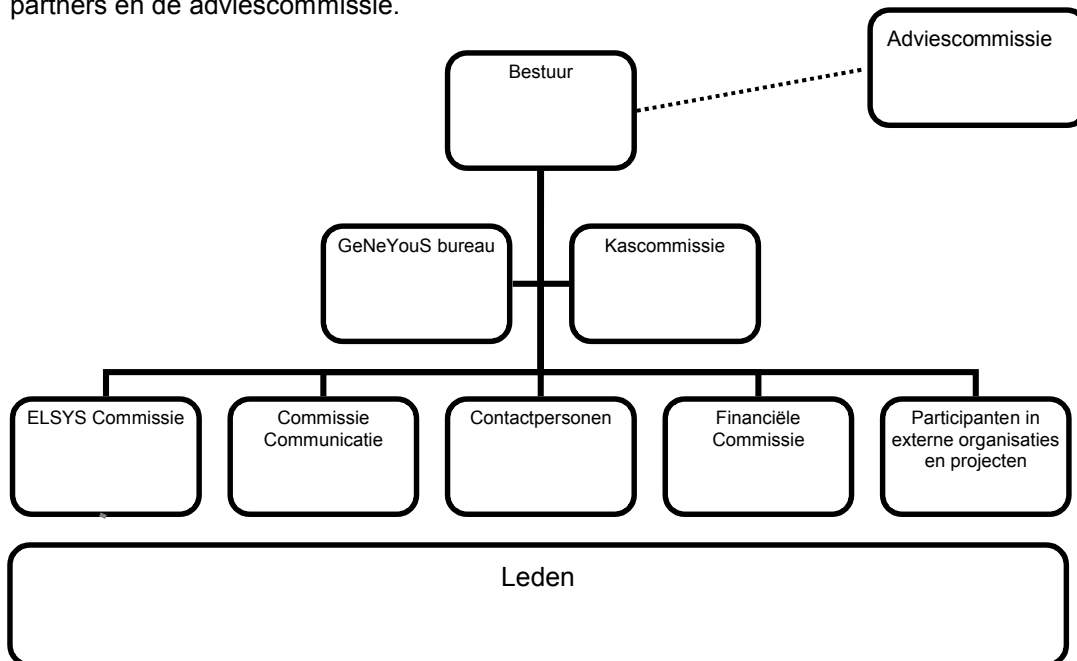 partners en de adviescommissie.
Adviescommissie
Bestuur
GeNeYouS bureau
Kascommissie
ELSYS Commissie
Commissie
Communicatie
Contactpersonen
Financiële
Commissie
Participanten in
externe organisaties
en projecten
Leden